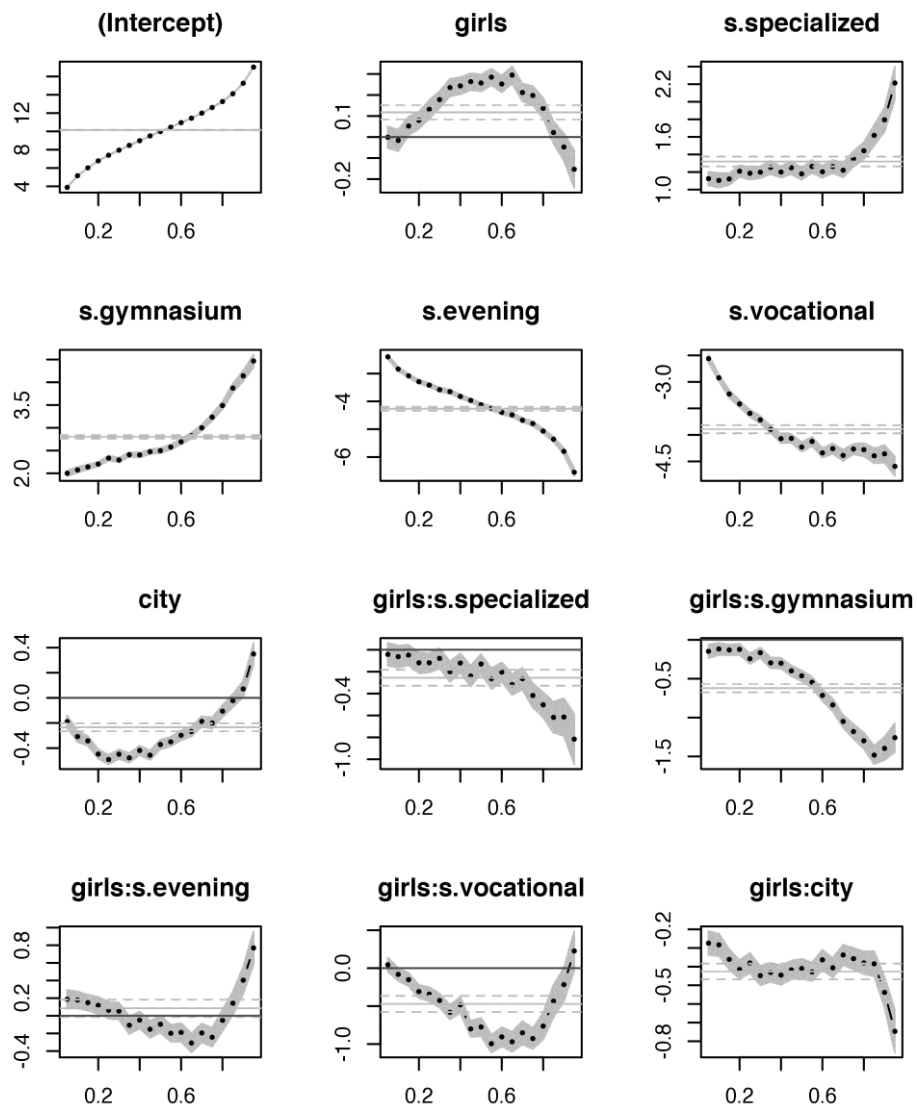 (Intercept)
girls
s.specialized
4 8 12
-0.2 0.1
1.0 1.6 2.2
0.2 0.6
0.2 0.6
0.2 0.6
s.gymnasium
s.evening
s.vocational
2.0 3.5
-6 -4
-4.5 -3.0
0.2 0.6
0.2 0.6
0.2 0.6
city
girls:s.specialized
girls:s.gymnasium
-0.4 0.0 0.4
-1.0 -0.4
-1.5 -0.5
0.2 0.6
0.2 0.6
0.2 0.6
girls:s.evening
girls:s.vocational
girls:city
-0.4 0.2 0.8
-1.0 0.0
-0.8 -0.5 -0.2
0.2 0.6
0.2 0.6
0.2 0.6